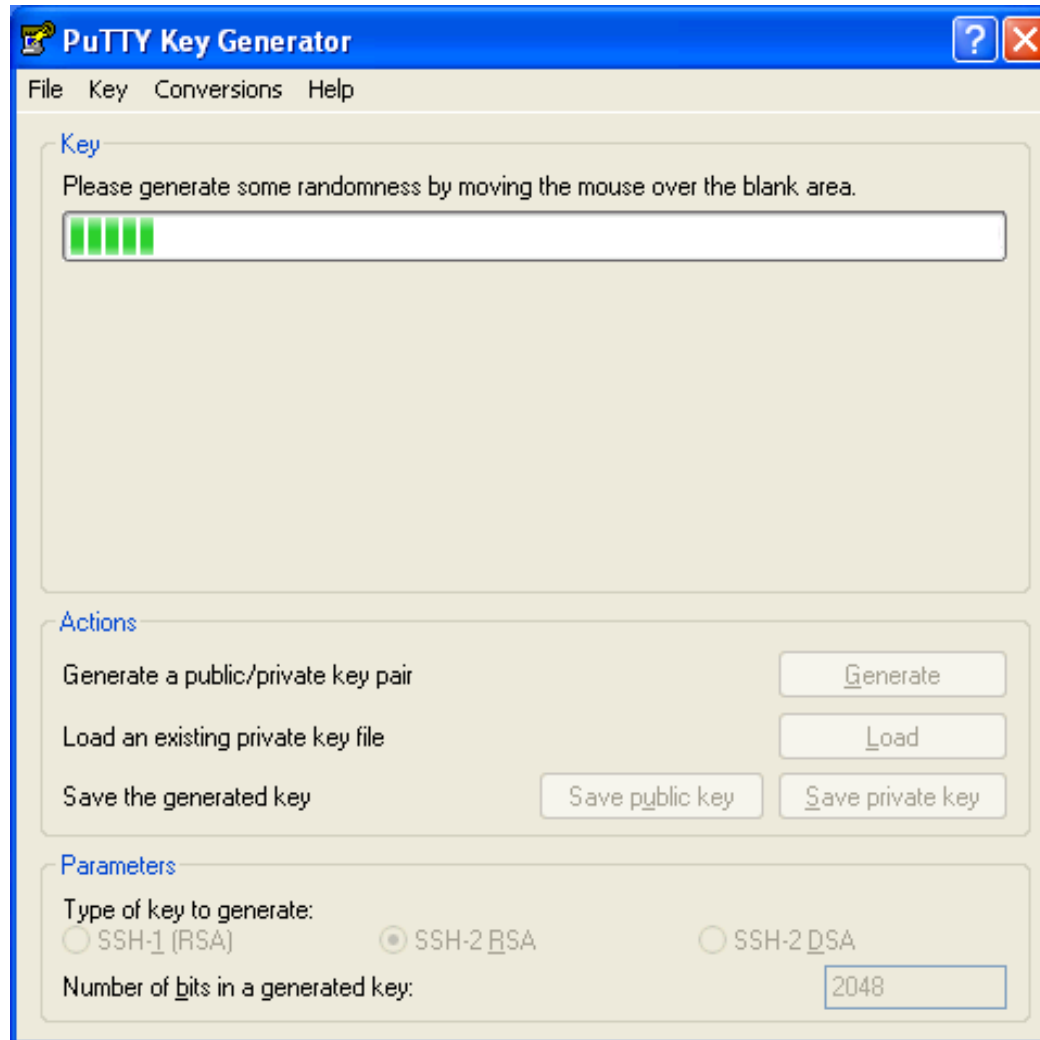 PuTTY Key Generator
File Key Conversions Help
Key
Please generate some randomness by moving the mouse over the blank area.
Actions
Generate a public/private key pair Generate
Load an existing private key file Load
Save the generated key Save public key Save private key
Parameters
Type of key to generate:
SSH-1 (RSA) SSH-2 RSA SSH-2 DSA
Number of bits in a generated key: 2048